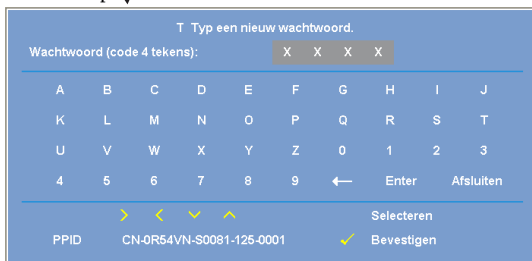 T Typ een nieuw wachtwoord.
Wachtwoord (code 4 tekens): X X X X
A B C D E F G H I J
K L M N O P Q R S T
U V W X Y Z 0 1 2 3
4 5 6 7 8 9 ← Enter Afsluiten
Selecteren
PPID CN-0R54VN-S0081-125-0001 ✓ Bevestigen